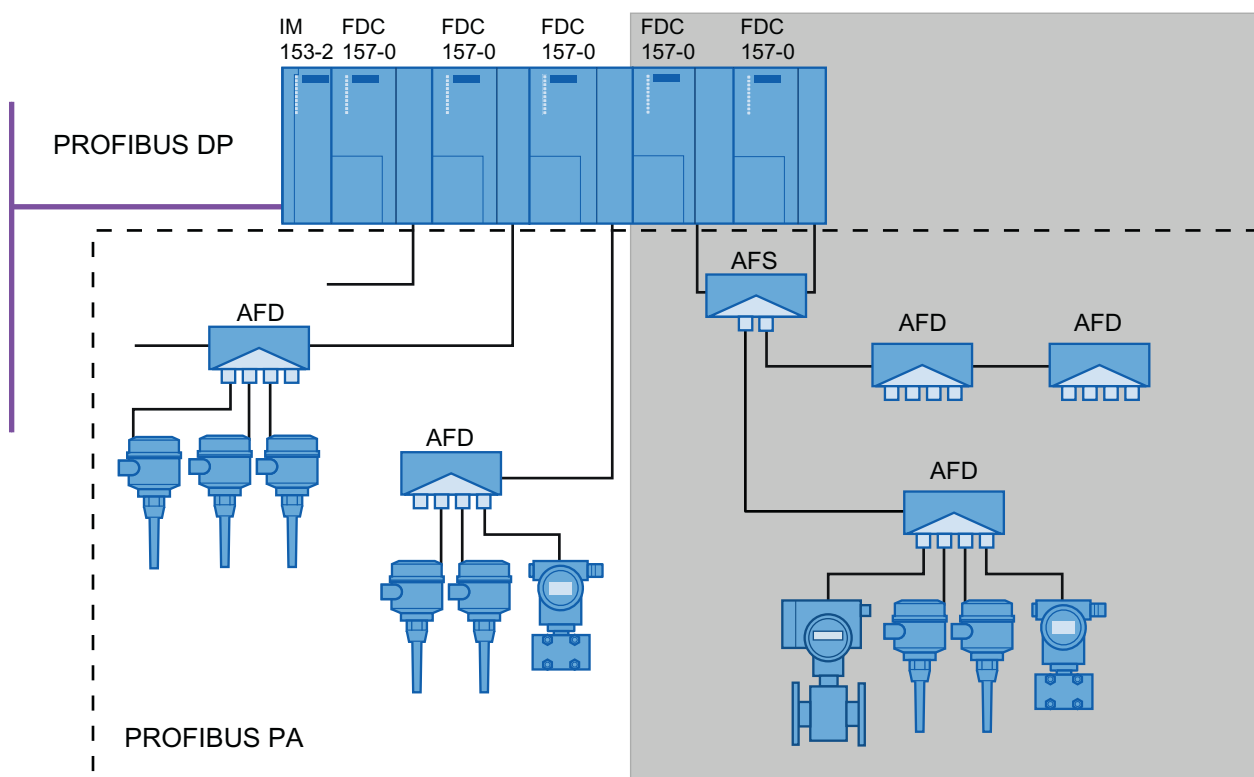 IM
153-2
FDC
157-0
FDC
157-0
FDC
157-0
FDC
157-0
FDC
157-0
PROFIBUS DP
AFS
AFD
AFD
AFD
AFD
AFD
PROFIBUS PA